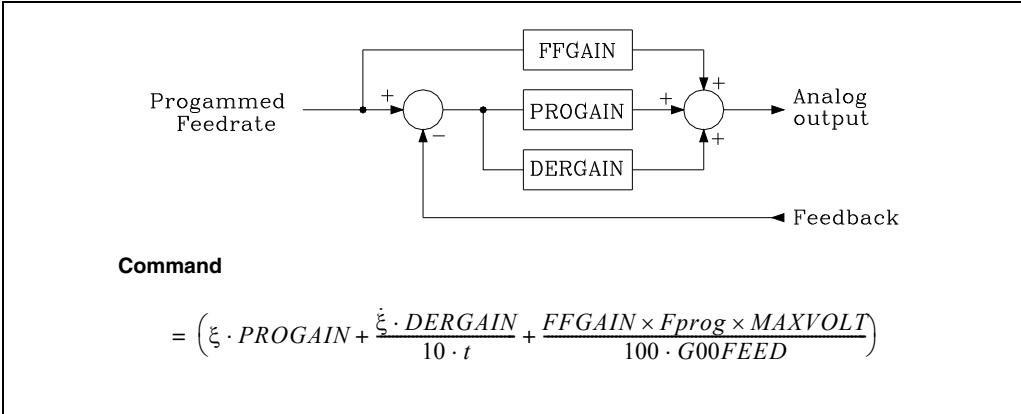 FFGAIN
Progammed
Feedrate
+
−
PROGAIN
+
+
+
Analog
output
DERGAIN
Feedback
Command
= (ξ · PROGAIN + ξ̇ · DERGAIN / 10 · t + FFGAIN × Fprog × MAXVOLT / 100 · G00FEED)